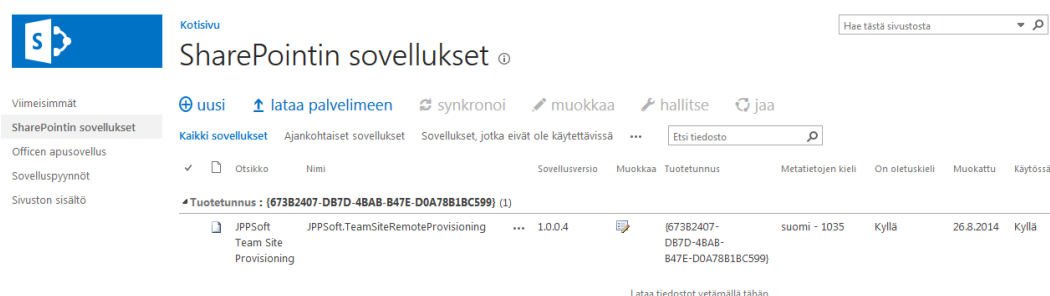 S
Kotisivu
SharePointin sovellukset
Hae tästä sivustosta
Viimeisimmät
SharePointin sovellukset
Officen apusovellus
Sovelluspyynnöt
Sivuston sisältö
uusi lataa palvelimeen synkronoi muokkaa hallitse jaa
Kaikki sovellukset Ajankohtaiset sovellukset Sovellukset, jotka eivät ole käytettävissä ••• Etsi tiedosto
Otsikko Nimi Sovellusversio Muokkaa Tuotetunnus Metatietojen kieli On oletuskieli Muokattu Käytössä
Tuotetunnus : {673B2407-DB7D-4BAB-B47E-D0A78B1BC599} (1)
JPPSoft JPPSoft.TeamSiteRemoteProvisioning ••• 1.0.0.4 {673B2407- suomi - 1035 Kyllä 26.8.2014 Kyllä
Team Site DB7D-4BAB-
Provisioning B47E-D0A78B1BC599}
Lataa tiedostot vetämällä tähän